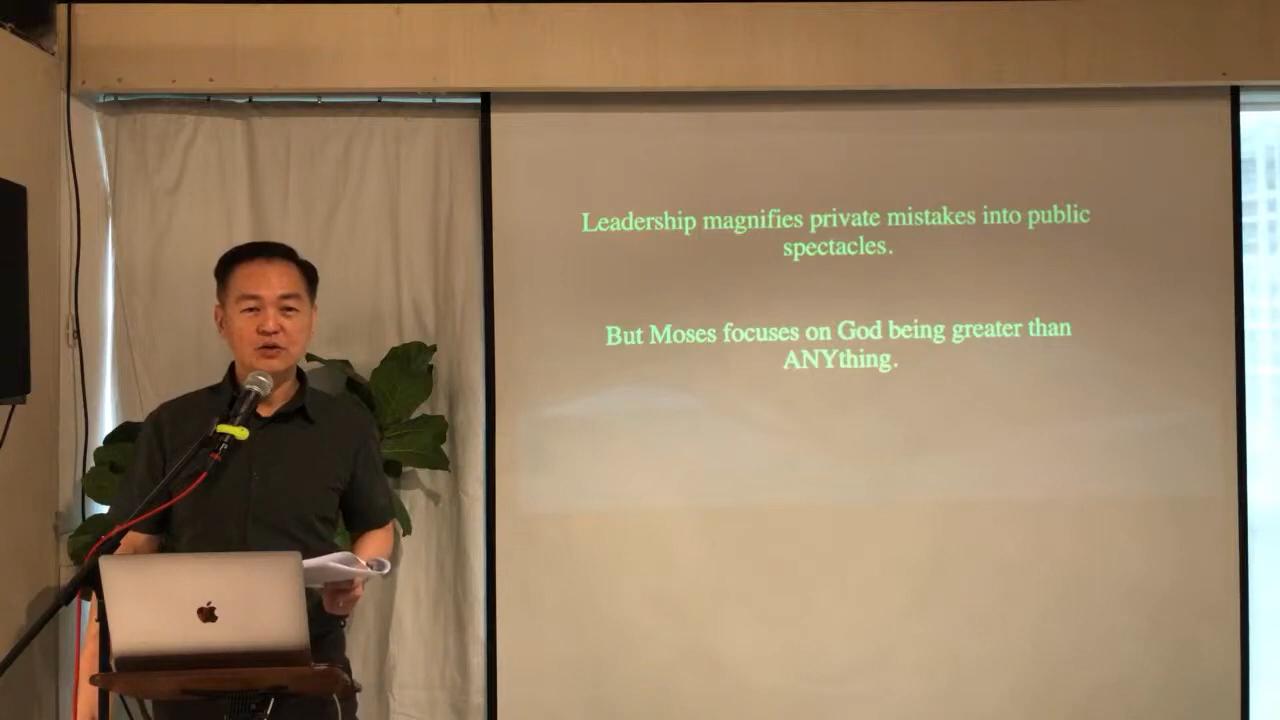 Leadership magnifies private mistakes into public
spectacles.
But Moses focuses on God being greater than
ANYthing.